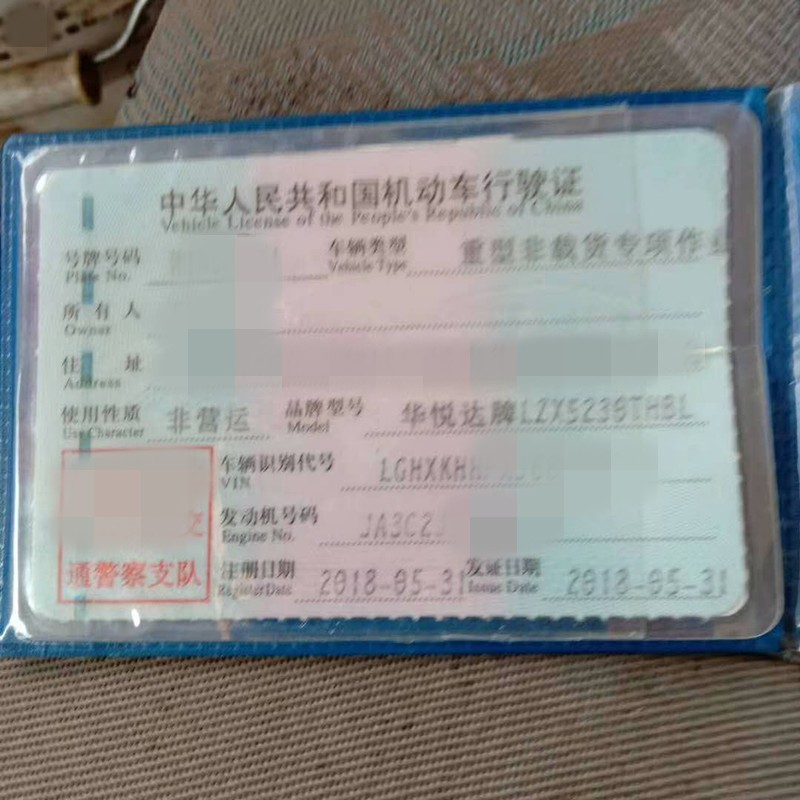 中华人民共和国机动车行驶证
Vehicle License of the People's Republic of China
号牌号码 车辆类型 重型非载货专项作业
Plate No. Vehicle Type
所有人
Owner
住址
Address
使用性质 非营运 品牌型号 华悦达牌LZX5238THBL
Use Character Model
车辆识别代号 LGHXKHH
VIN
发动机号码 JA3C2J
Engine No.
交
通警察支队
注册日期 2018-05-31 发证日期 2018-05-31
Register Date Issue Date